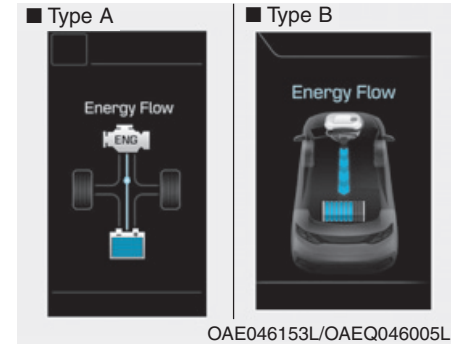 ■ Type A
■ Type B
Energy Flow
ENG
Energy Flow
OAE046153L/OAEQ046005L